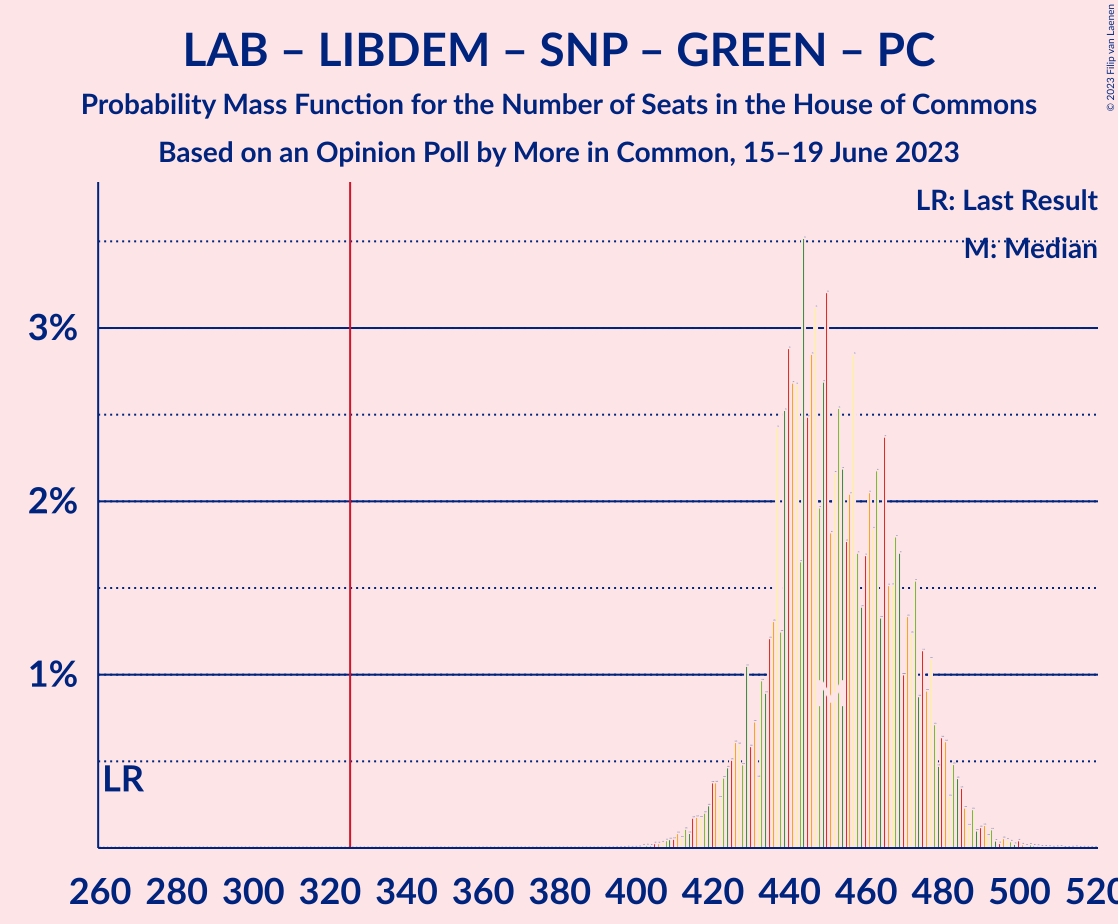 LAB – LIBDEM – SNP – GREEN – PC
Probability Mass Function for the Number of Seats in the House of Commons
Based on an Opinion Poll by More in Common, 15–19 June 2023
© 2023 Filip van Laenen
LR: Last Result
M: Median
3%
2%
1%
LR
260 280 300 320 340 360 380 400 420 440 460 480 500 520